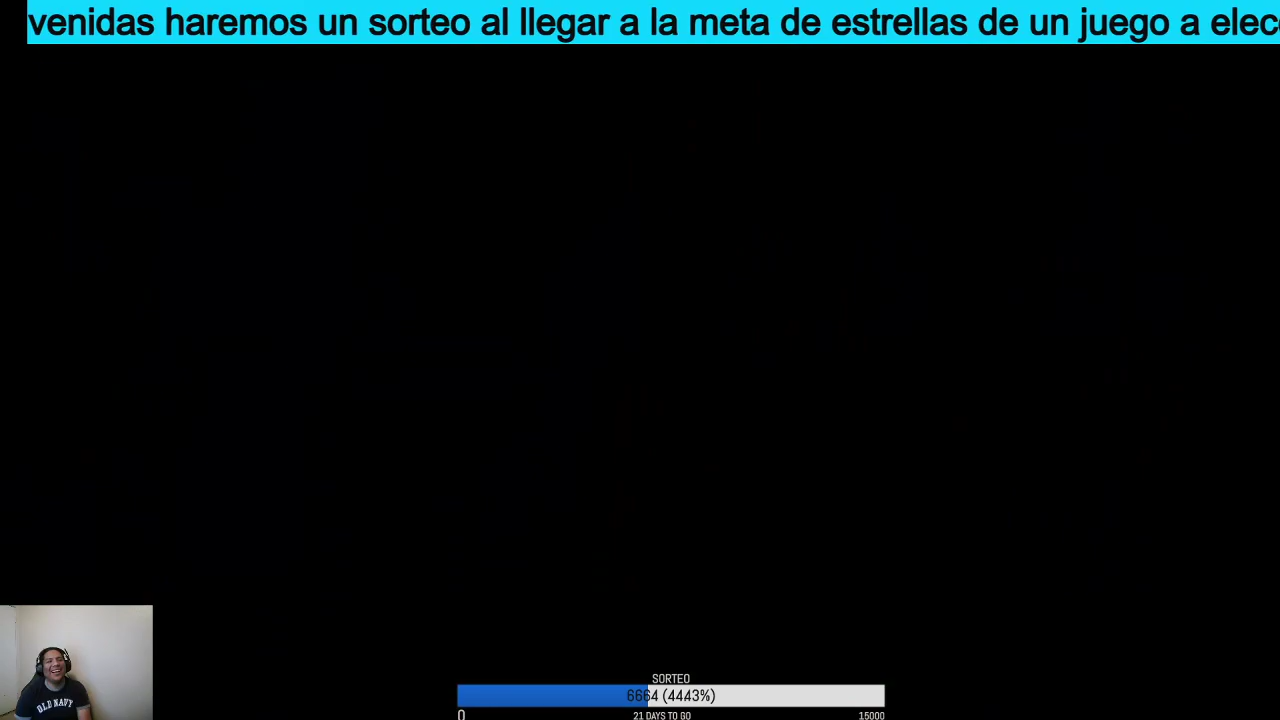 venidas haremos un sorteo al llegar a la meta de estrellas de un juego a elec
OLD NAVY
SORTEO
6664 (4443%)
0 21 DAYS TO GO 15000